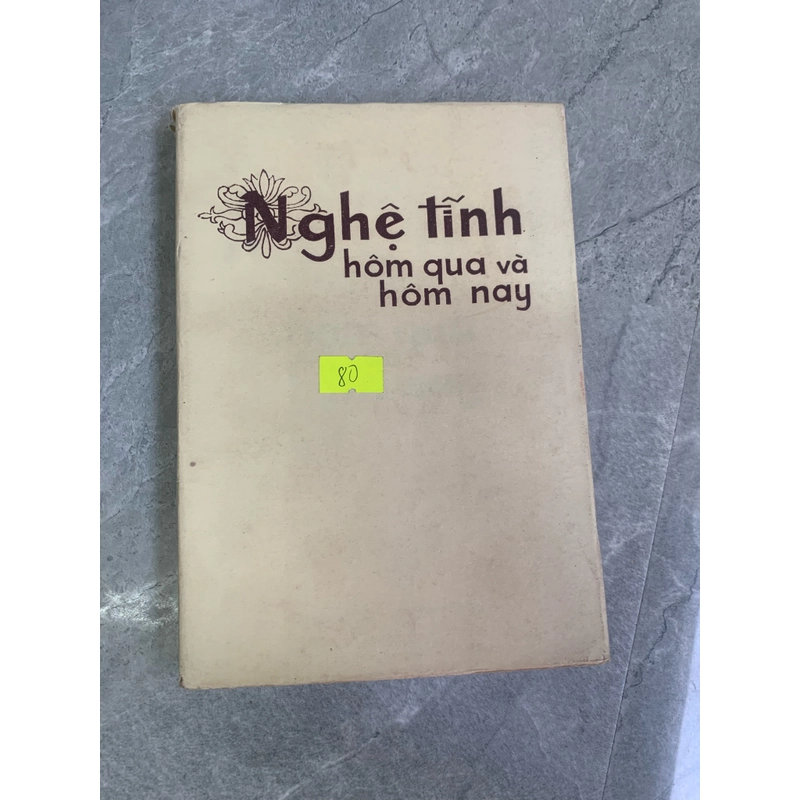 Nghệ tĩnh
hôm qua và
hôm nay
80